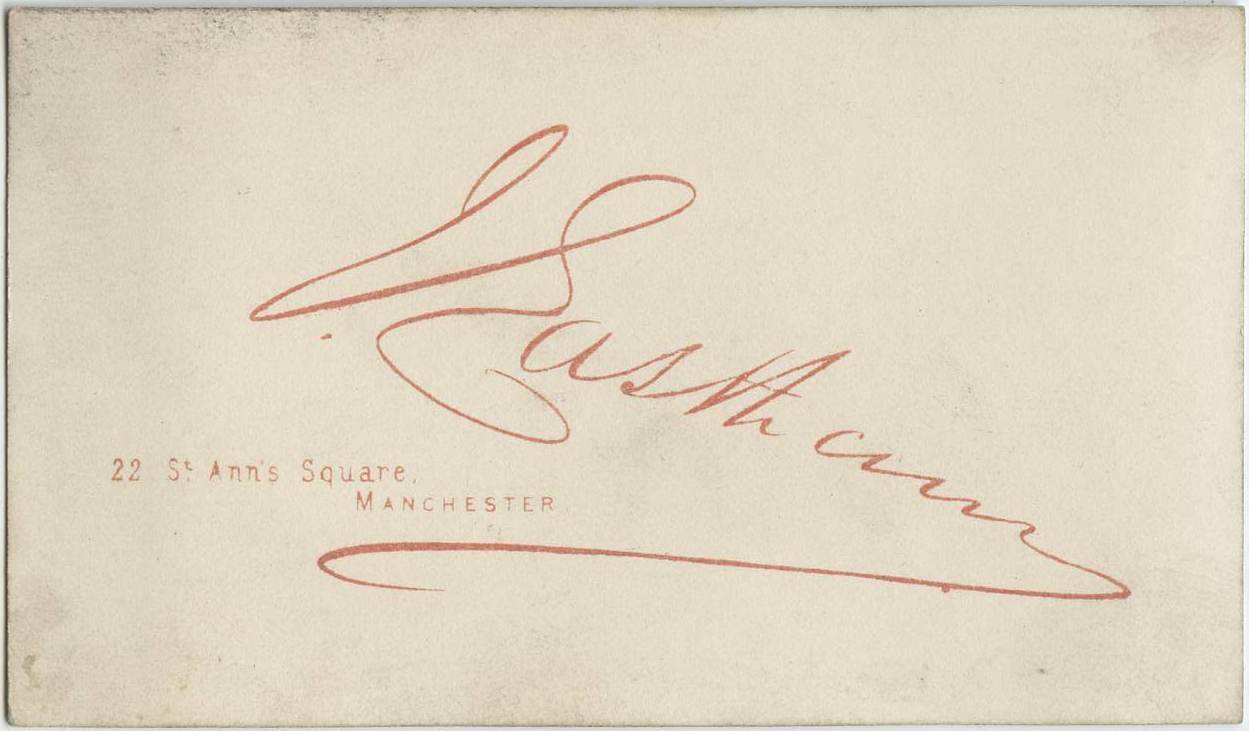 Eastham
22 St. Ann's Square,
MANCHESTER